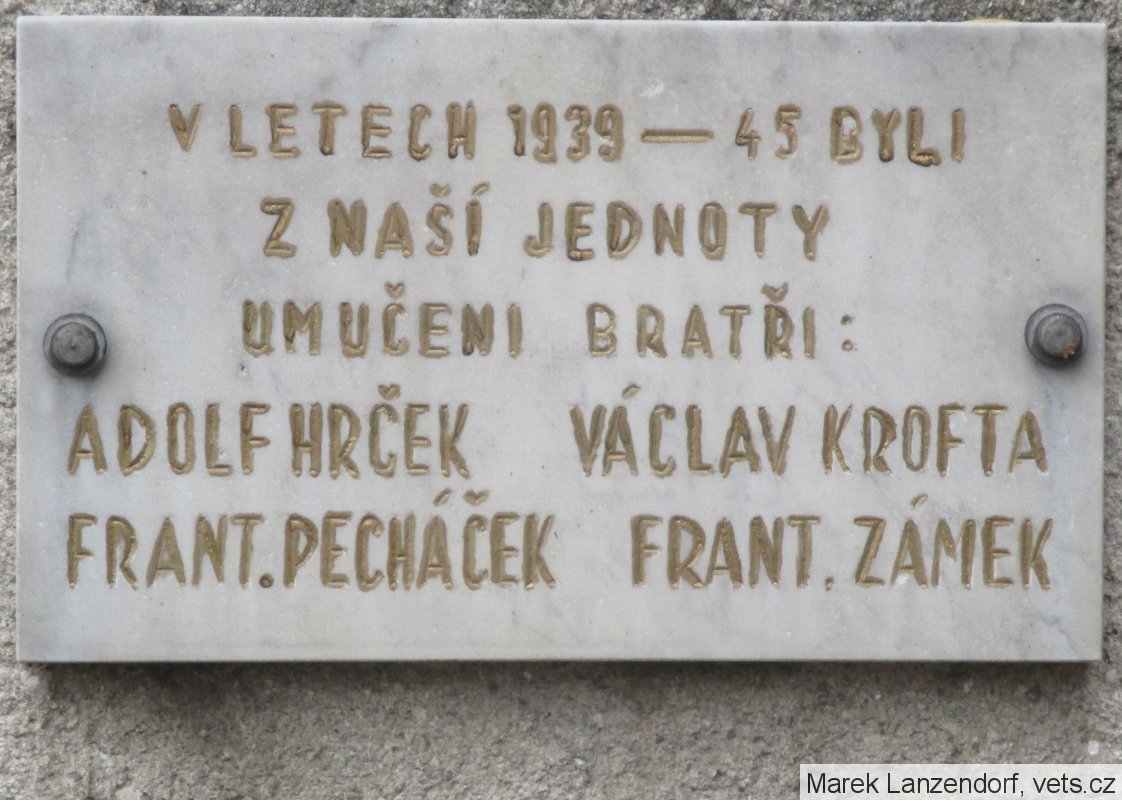 V LETECH 1939 — 45 BYLI
Z NAŠÍ JEDNOTY
UMUČENI BRATŘI:
ADOLF HRČEK VÁCLAV KROFTA
FRANT. PECHÁČEK FRANT. ZÁMEK
Marek Lanzendorf, vets.cz